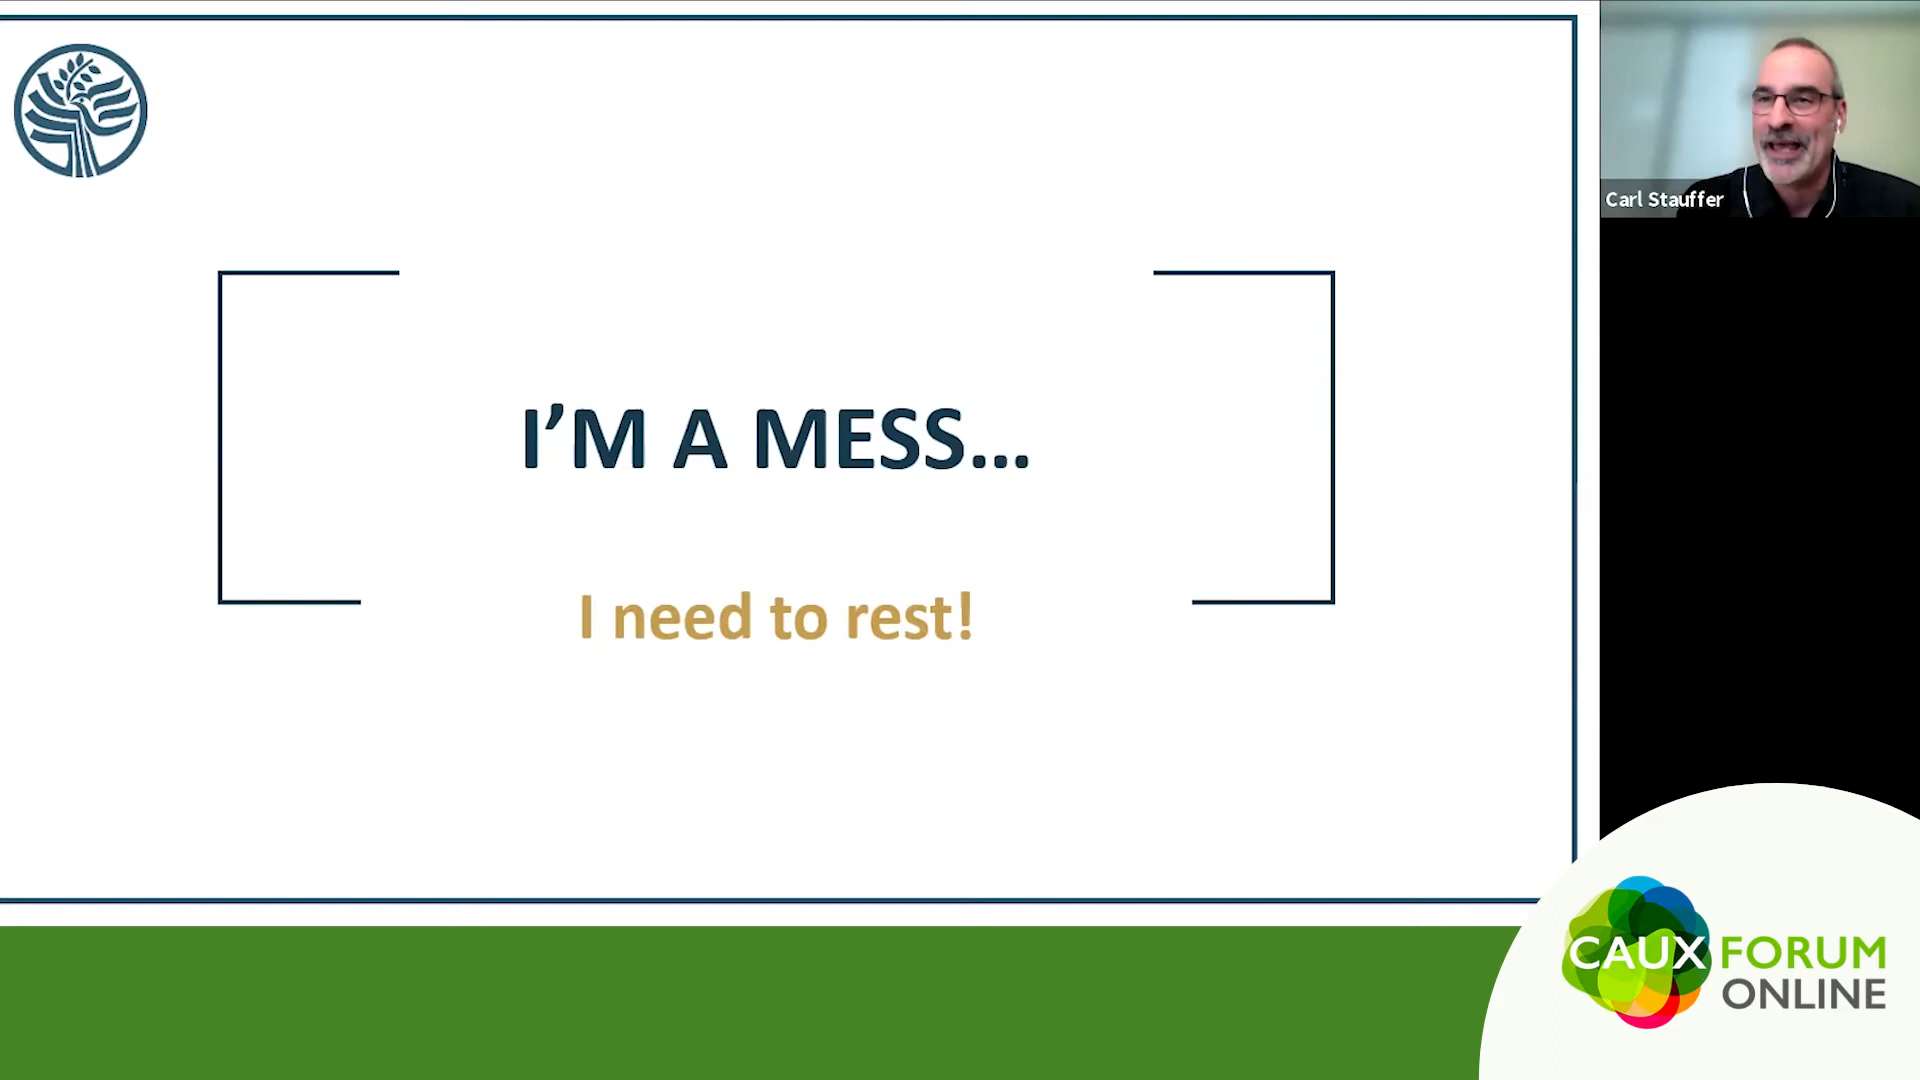 Carl Stauffer
I’M A MESS...
I need to rest!
CAUX FORUM
ONLINE